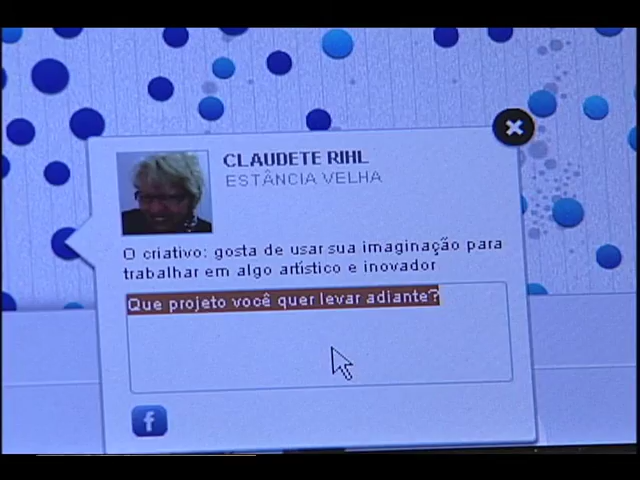 CLAUDETE RIHL
ESTÂNCIA VELHA
O criativo: gosta de usar sua imaginação para
trabalhar em algo artístico e inovador
Que projeto você quer levar adiante?
f